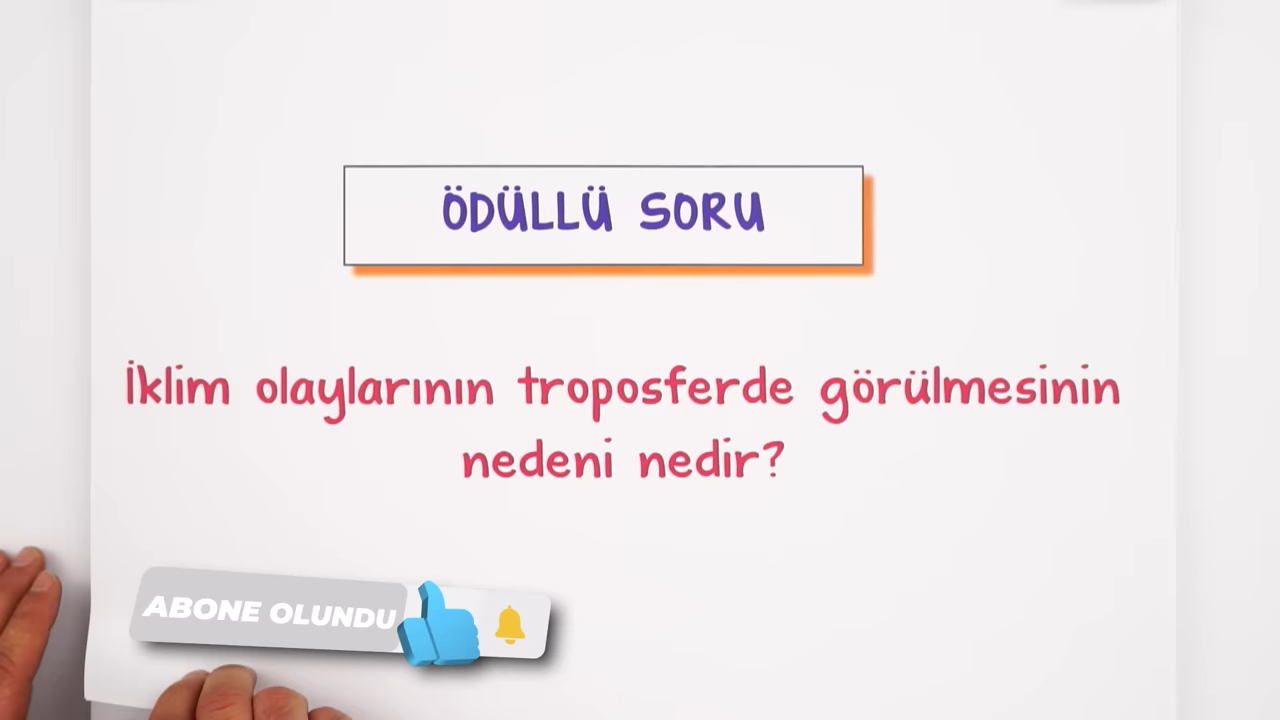 ÖDÜLLÜ SORU
İklim olaylarının troposferde görülmesinin
nedeni nedir?
ABONE OLUNDU